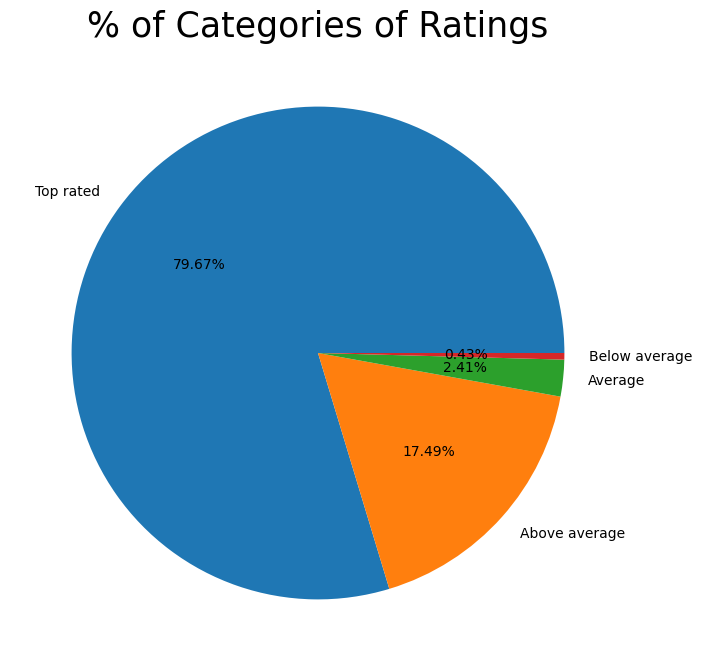 % of Categories of Ratings
Top rated
79.67%
0.43%
Below average
2.41%
Average
17.49%
Above average